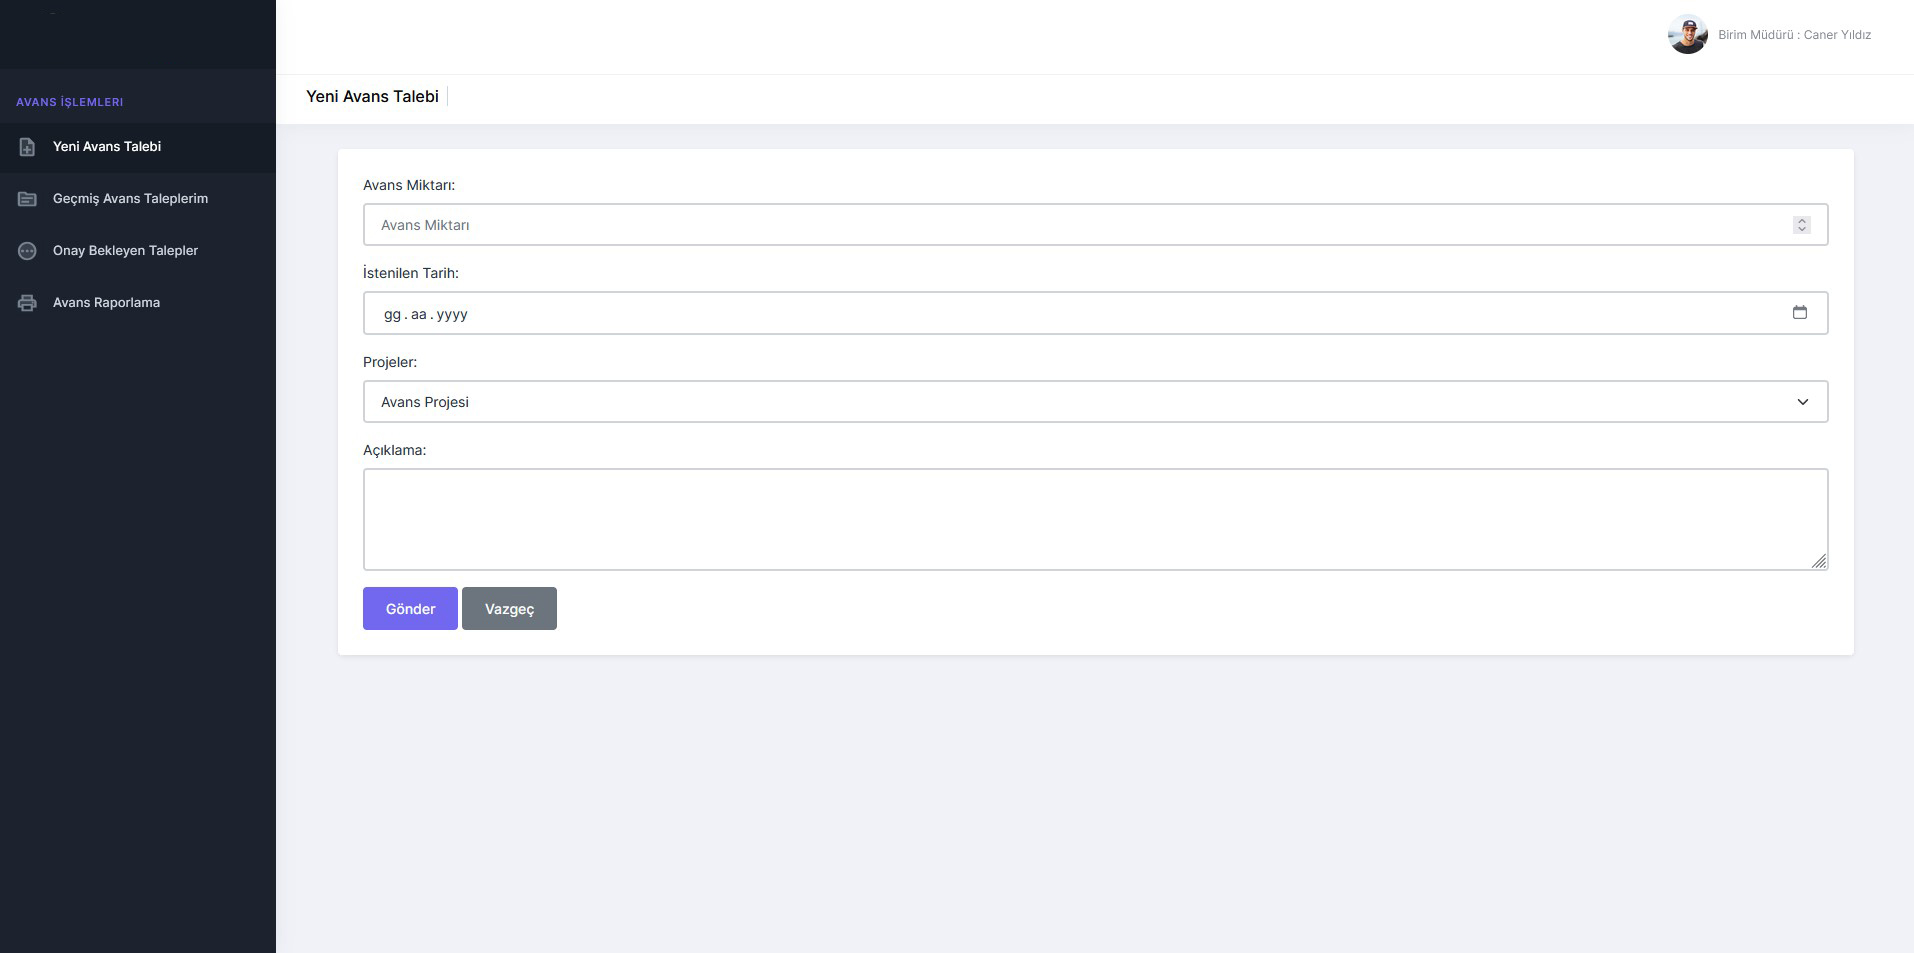 Birim Müdürü : Caner Yıldız
AVANS İŞLEMLERI
Yeni Avans Talebi
Geçmiş Avans Taleplerim
Onay Bekleyen Talepler
Avans Raporlama
Yeni Avans Talebi
Avans Miktarı:
Avans Miktarı
İstenilen Tarih:
gg.aa.yyyy
Projeler:
Avans Projesi
Açıklama:
Gönder Vazgeç